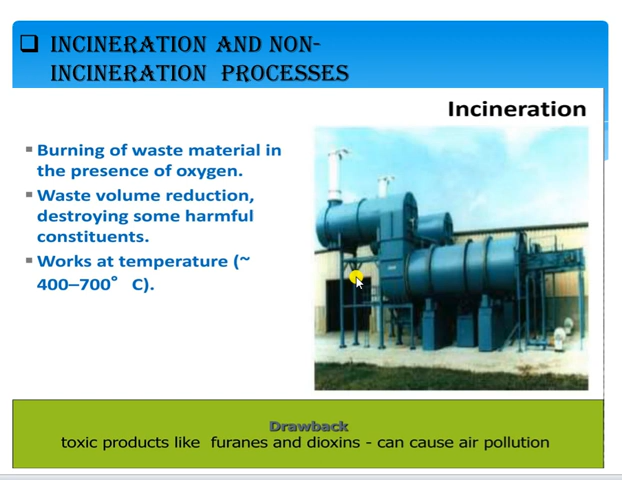 INCINERATION AND NON-
INCINERATION PROCESSES
Incineration
Burning of waste material in
the presence of oxygen.
Waste volume reduction,
destroying some harmful
constituents.
Works at temperature (~
400–700° C).
Drawback
toxic products like furanes and dioxins - can cause air pollution